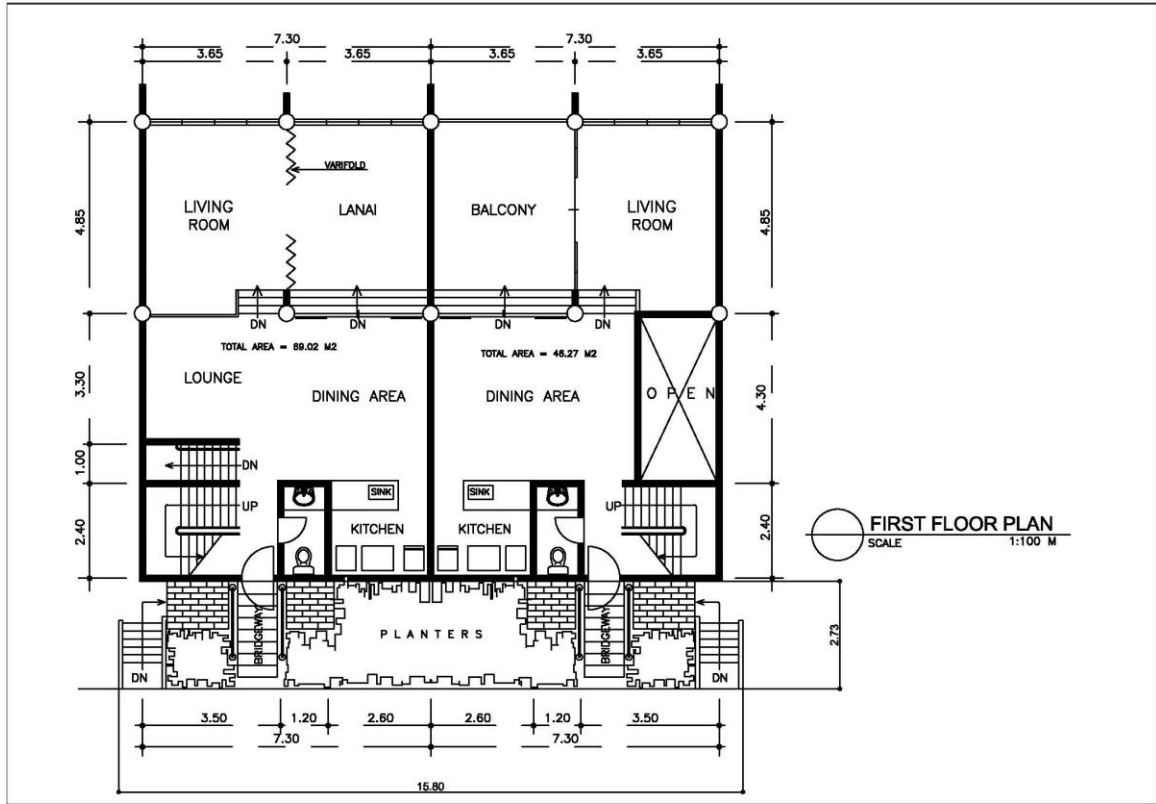 7.30 7.30
3.65 3.65 3.65 3.65
VARIFOLD
4.85 4.85
LIVING ROOM LANAI BALCONY LIVING ROOM
DN DN DN DN
TOTAL AREA = 69.02 M2 TOTAL AREA = 46.27 M2
LOUNGE
3.30 DINING AREA DINING AREA OPEN 4.30
1.00 DN
SINK SINK
UP UP
2.40 KITCHEN KITCHEN 2.40
FIRST FLOOR PLAN
SCALE 1:100 M
BRIDGEWAY PLANTERS BRIDGEWAY 2.73
DN DN
3.50 1.20 2.60 2.60 1.20 3.50
7.30 7.30
15.80